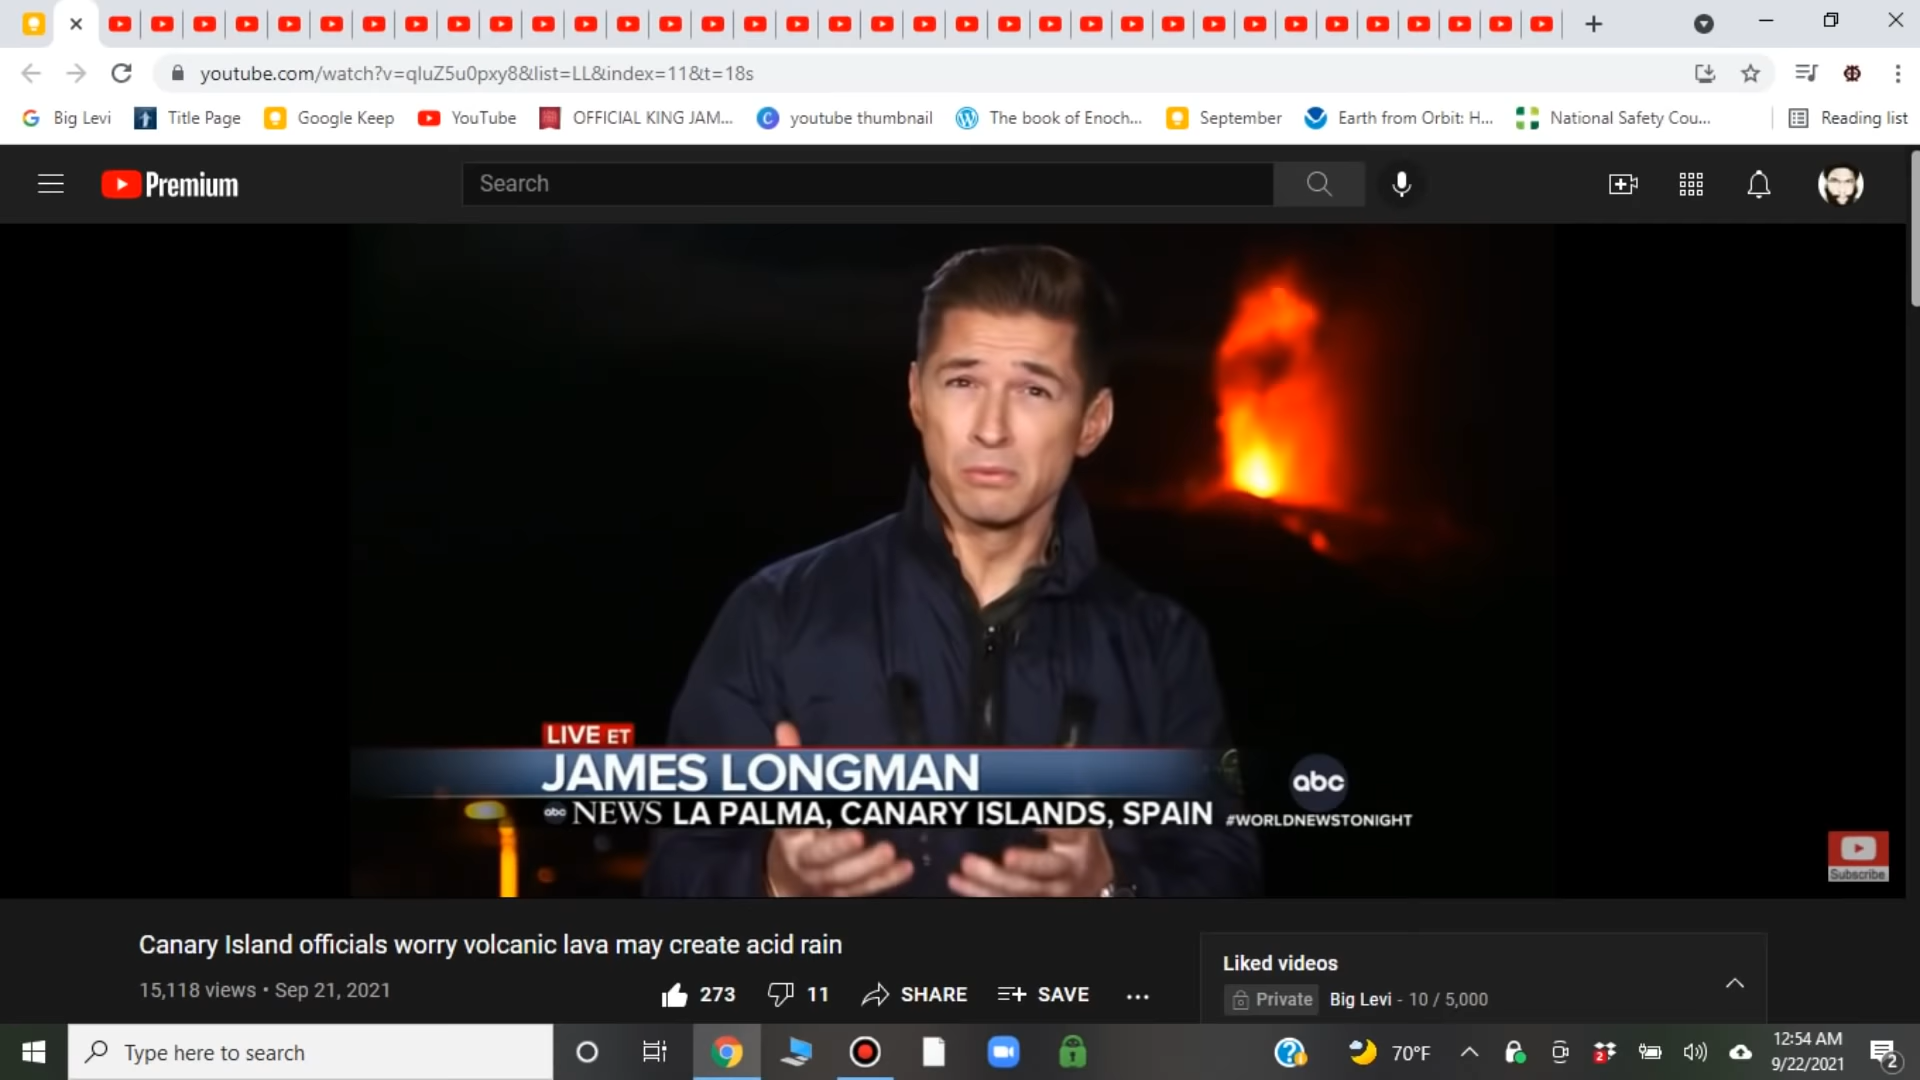 youtube.com/watch?v=qluZ5u0pxy8&list=LL&index=11&t=18s
Big Levi
Title Page
Google Keep
YouTube
OFFICIAL KING JAM...
youtube thumbnail
The book of Enoch...
September
Earth from Orbit: H...
National Safety Cou...
Reading list
Premium
Search
LIVE ET
JAMES LONGMAN
abc NEWS LA PALMA, CANARY ISLANDS, SPAIN
abc
#WORLDNEWSTONIGHT
Subscribe
Canary Island officials worry volcanic lava may create acid rain
15,118 views • Sep 21, 2021
273
11
SHARE
SAVE
Liked videos
Private Big Levi - 10 / 5,000
Type here to search
70°F
12:54 AM
9/22/2021
2
2